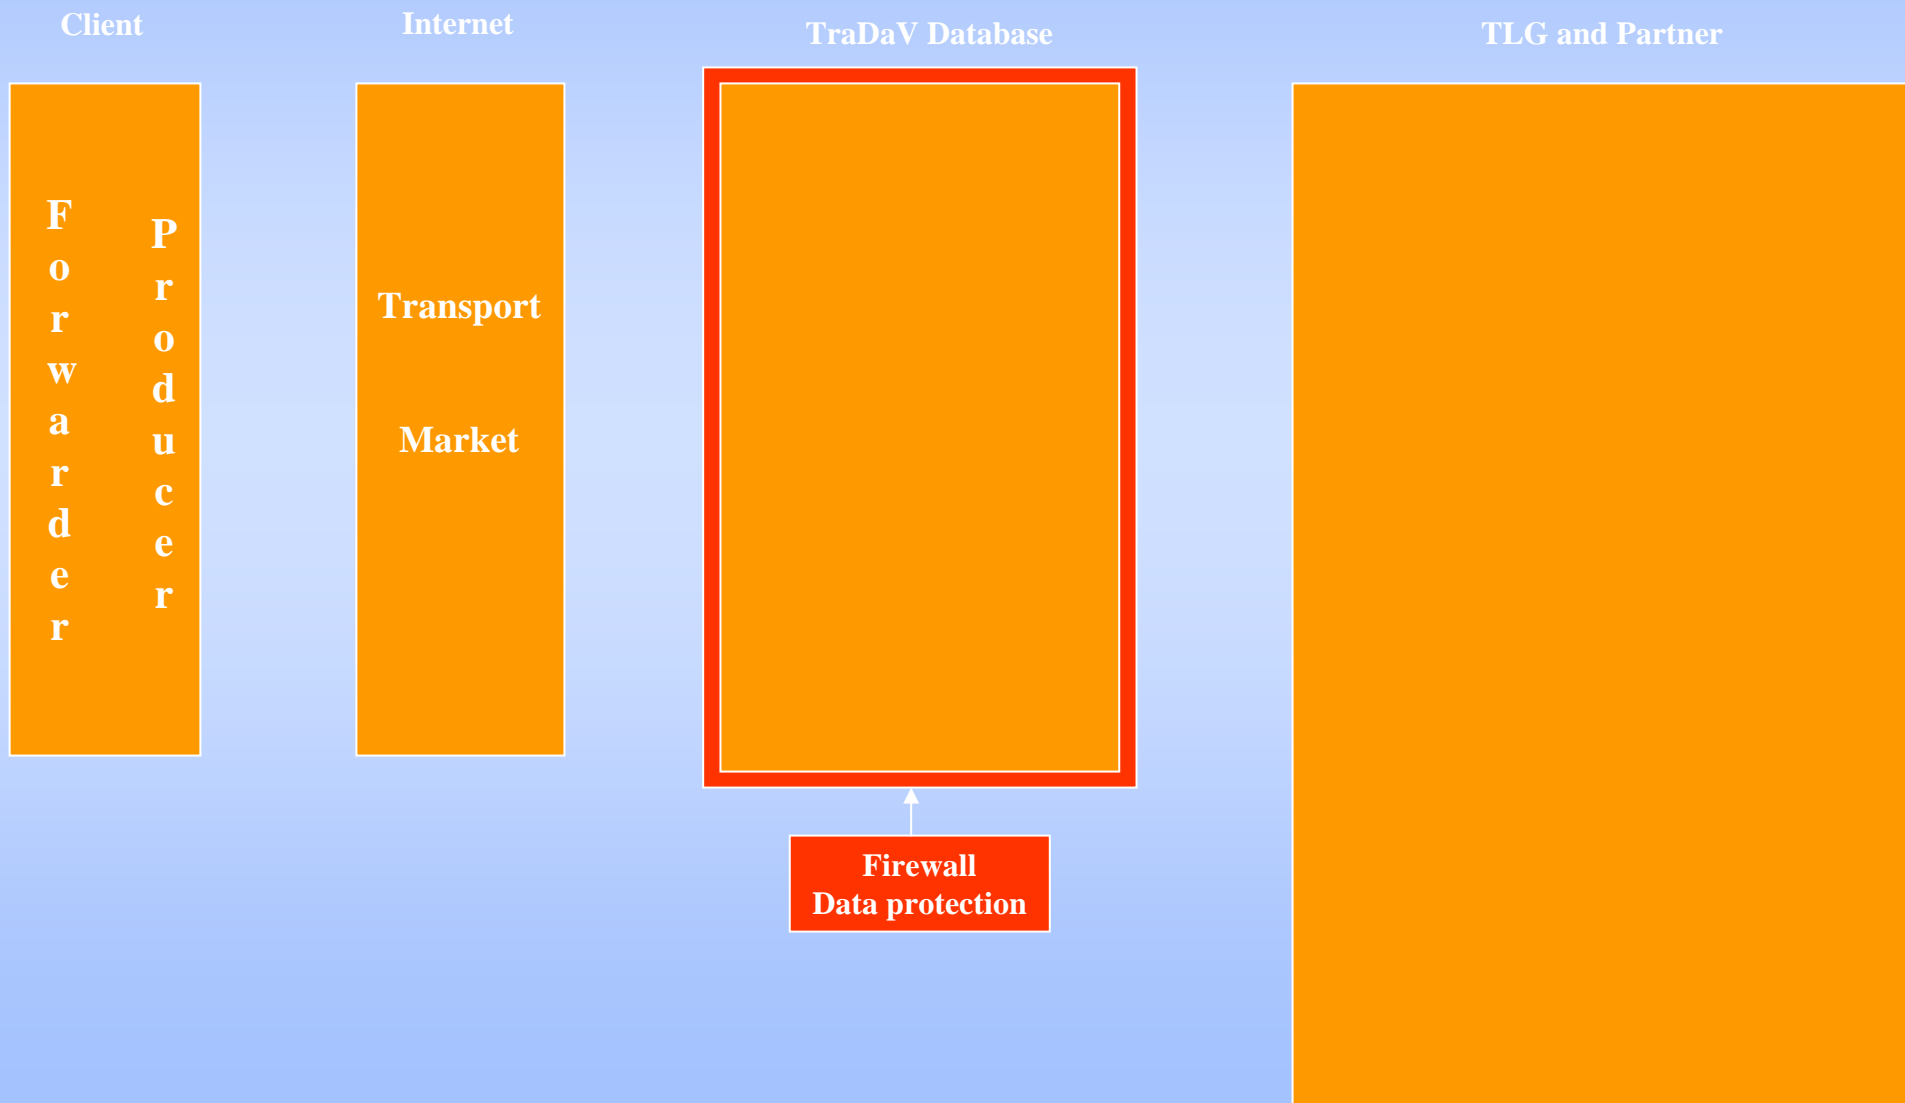 Client
Internet
TraDaV Database
TLG and Partner
Forwarder
Producer
Transport
Market
Firewall
Data protection